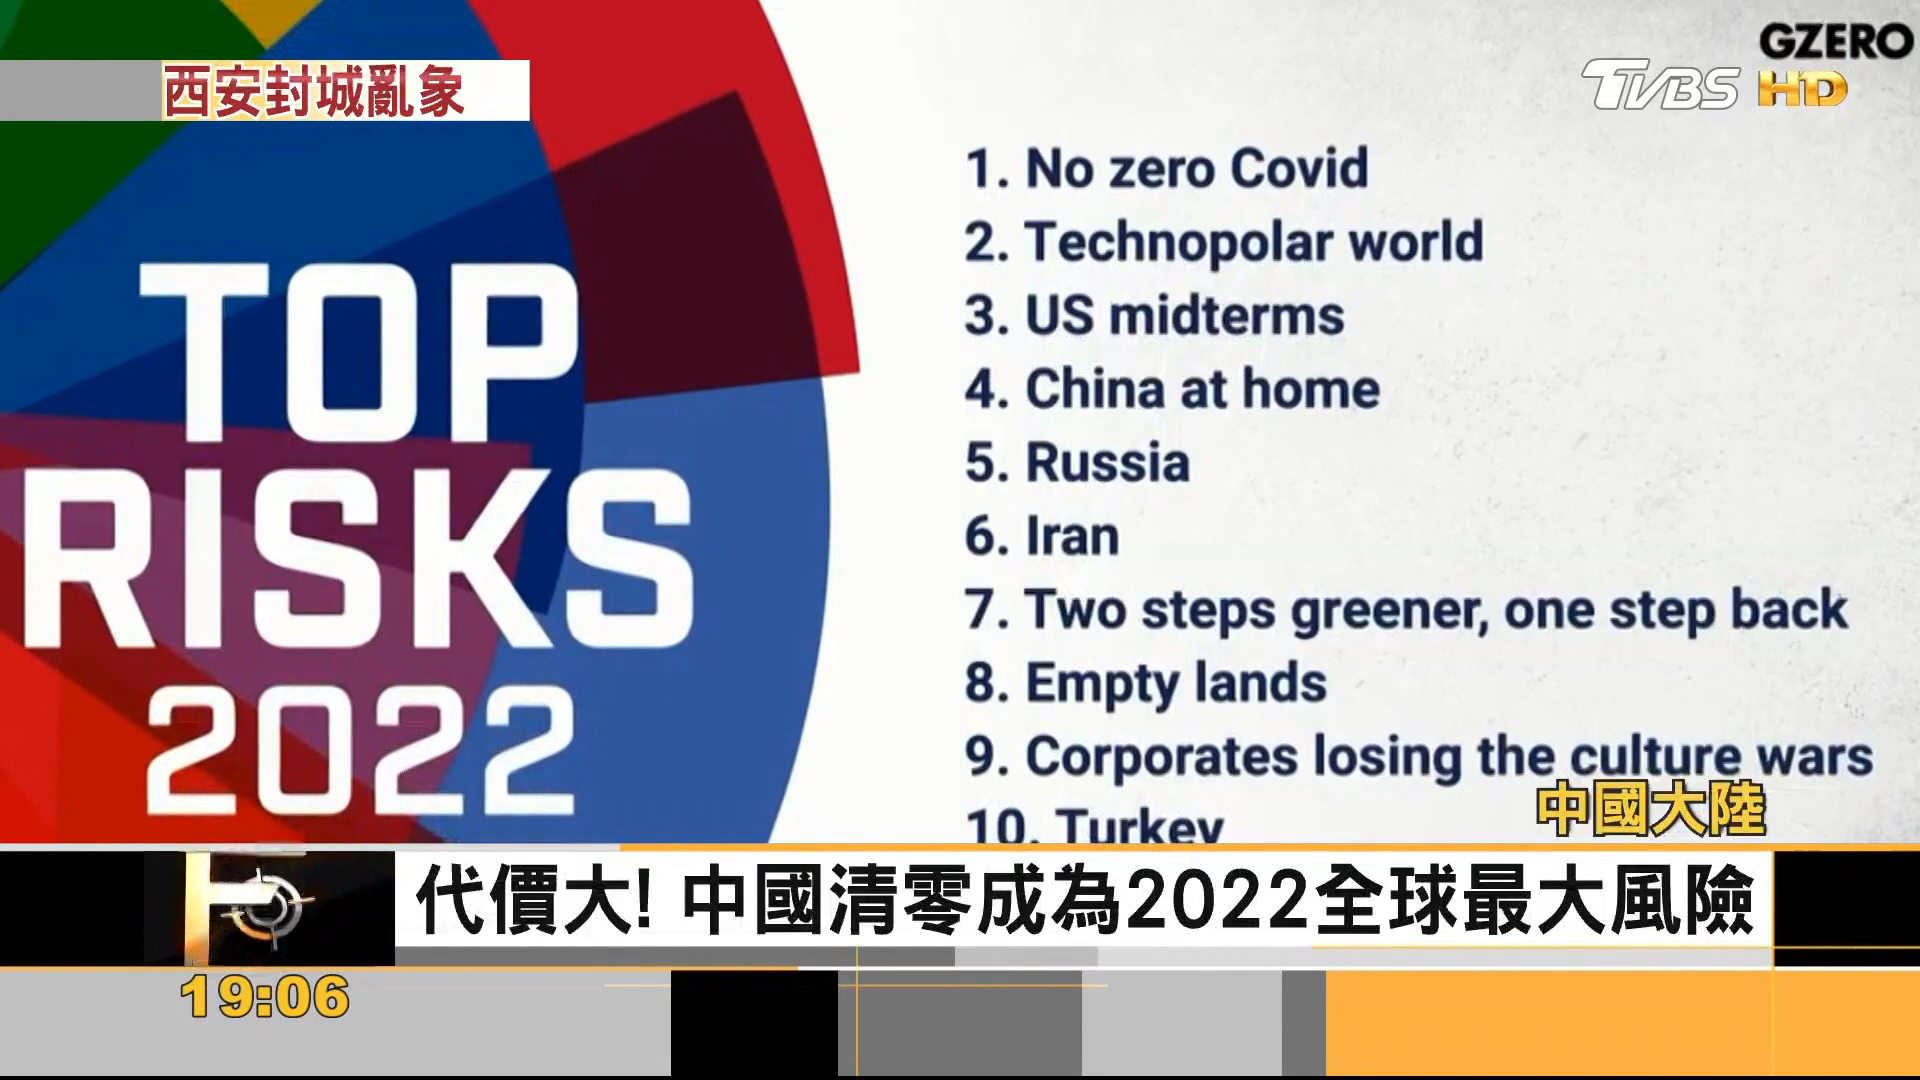 GZERO
西安封城亂象
TVBS HD
1. No zero Covid
2. Technopolar world
3. US midterms
4. China at home
5. Russia
6. Iran
7. Two steps greener, one step back
8. Empty lands
9. Corporates losing the culture wars
10. Turkey
TOP
RISKS
2022
中國大陸
代價大! 中國清零成為2022全球最大風險
19:06